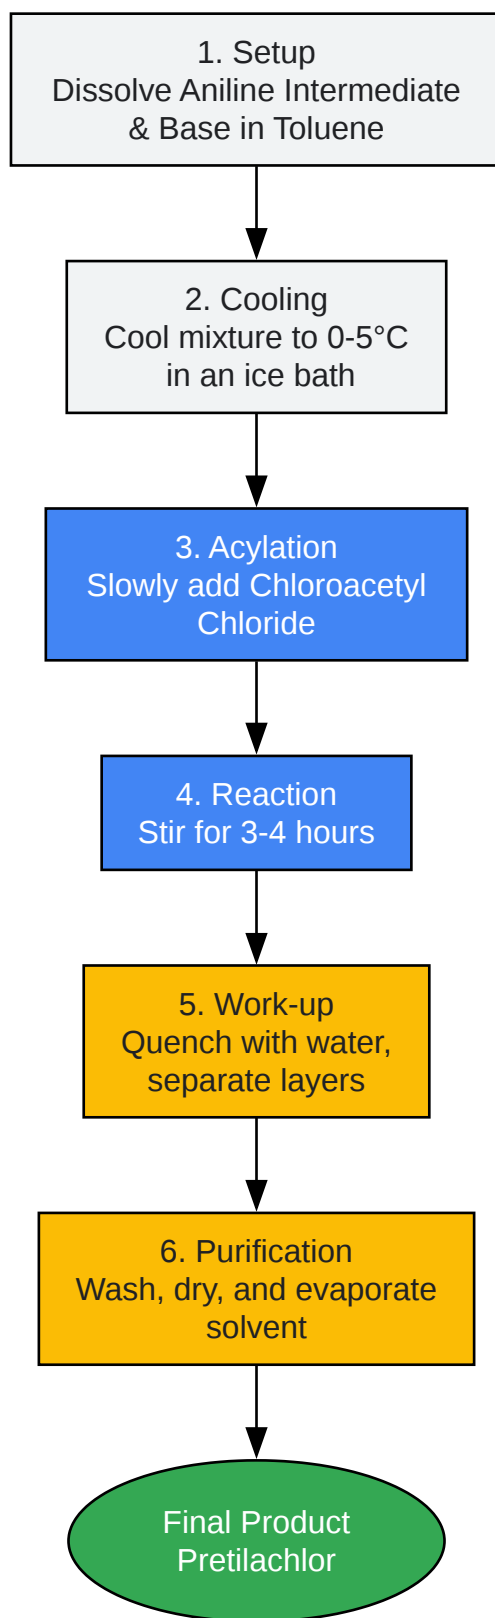 1. Setup
Dissolve Aniline Intermediate
& Base in Toluene
2. Cooling
Cool mixture to 0-5°C
in an ice bath
3. Acylation
Slowly add Chloroacetyl
Chloride
4. Reaction
Stir for 3-4 hours
5. Work-up
Quench with water,
separate layers
6. Purification
Wash, dry, and evaporate
solvent
Final Product
Pretilachlor